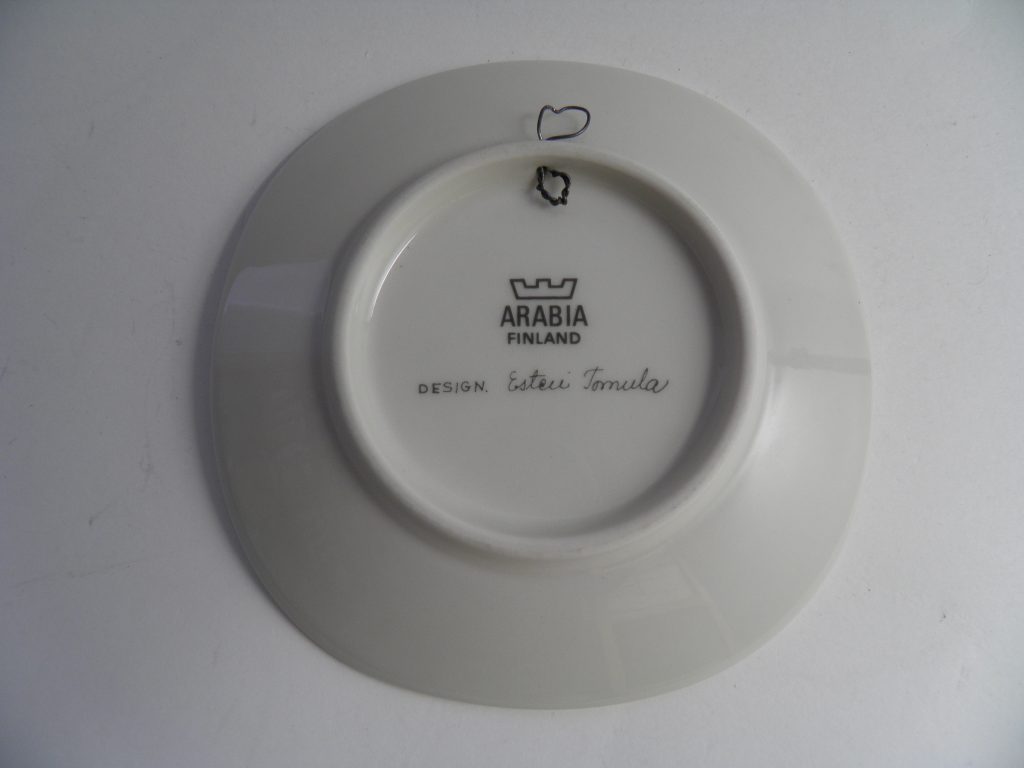 ARABIA
FINLAND
DESIGN. Esteri Tomula